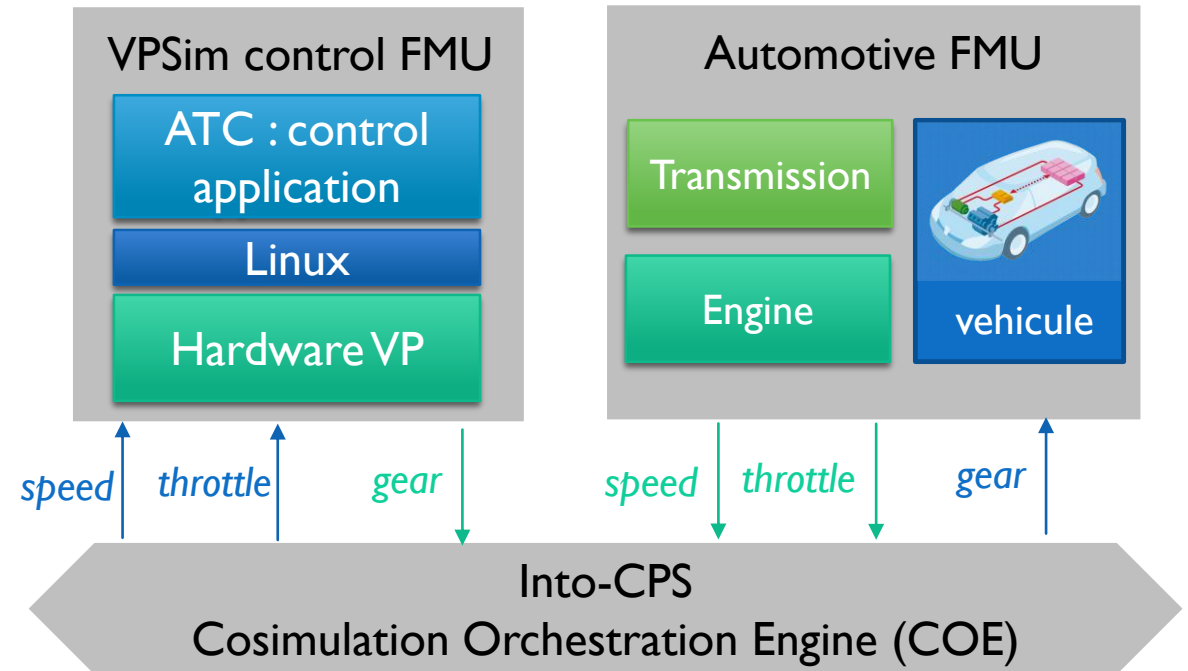 VPSim control FMU
ATC : control
application
Linux
Hardware VP
Automotive FMU
Transmission
Engine
vehicule
speed
throttle
gear
speed
throttle
gear
Into-CPS
Cosimulation Orchestration Engine (COE)